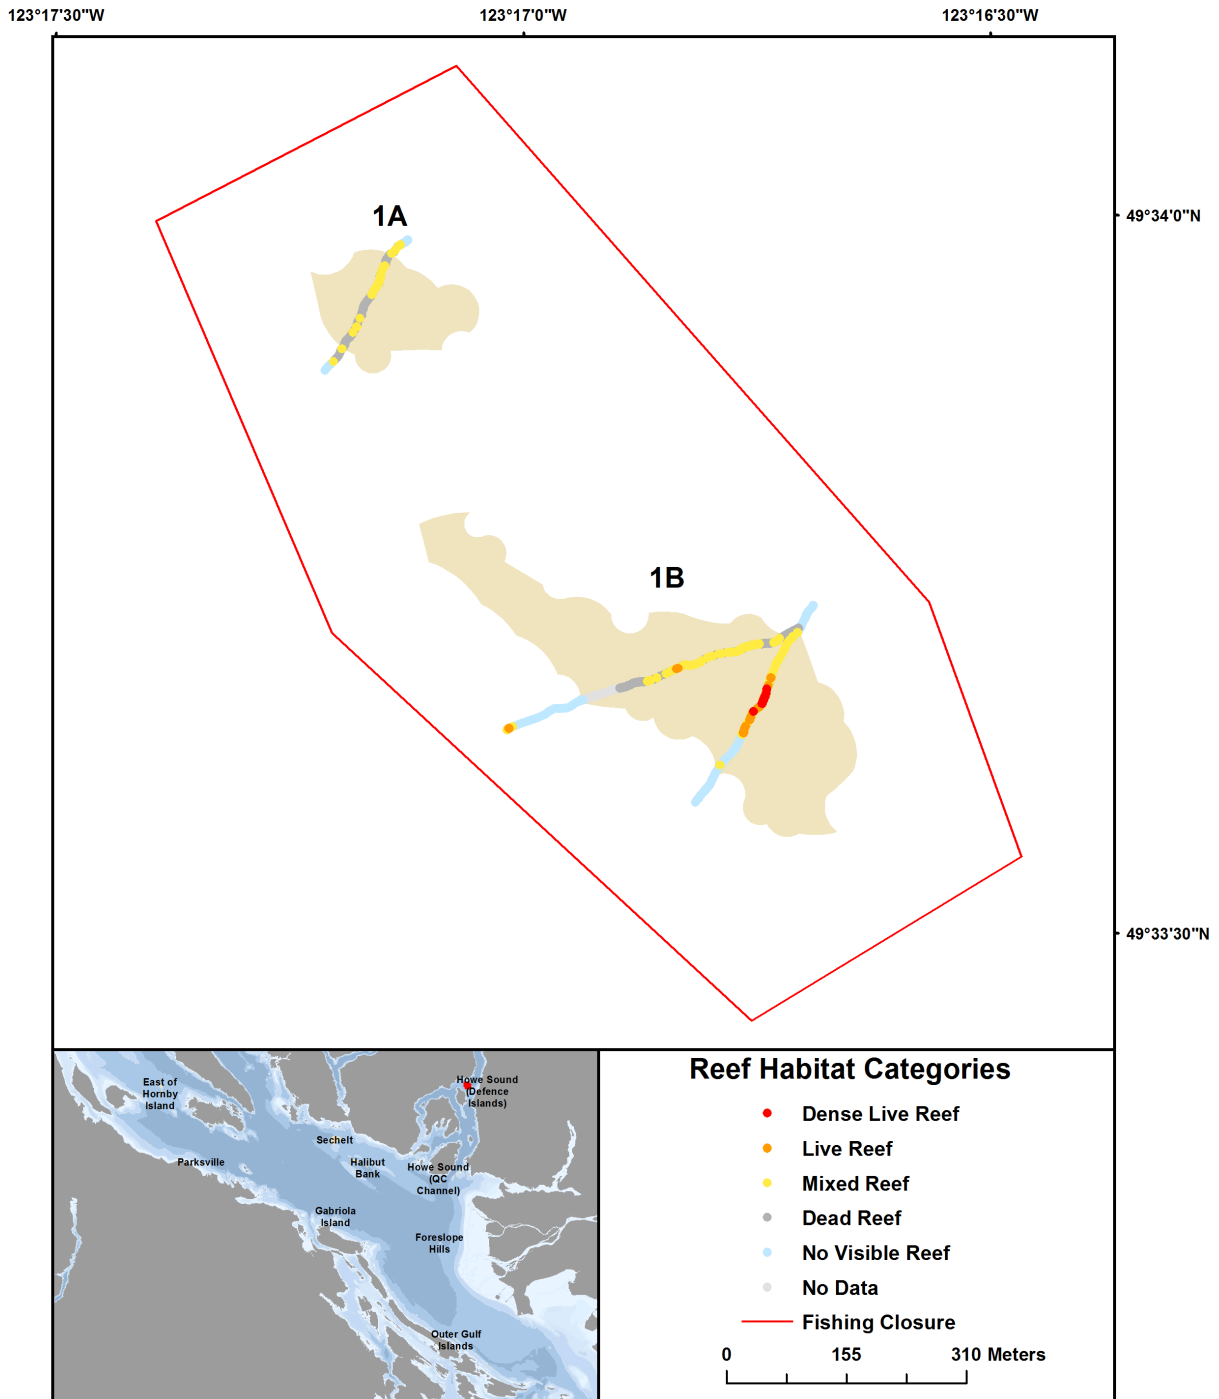 123°17'30"W
123°17'0"W
123°16'30"W
49°34'0"N
1A
1B
49°33'30"N
East of
Hornby
Island
Howe Sound
(Defence
Islands)
Sechelt
Parksville
Halibut
Bank
Howe Sound
(QC
Channel)
Gabriola
Island
Foreslope
Hills
Outer Gulf
Islands
Reef Habitat Categories
Dense Live Reef
Live Reef
Mixed Reef
Dead Reef
No Visible Reef
No Data
Fishing Closure
0 155 310 Meters